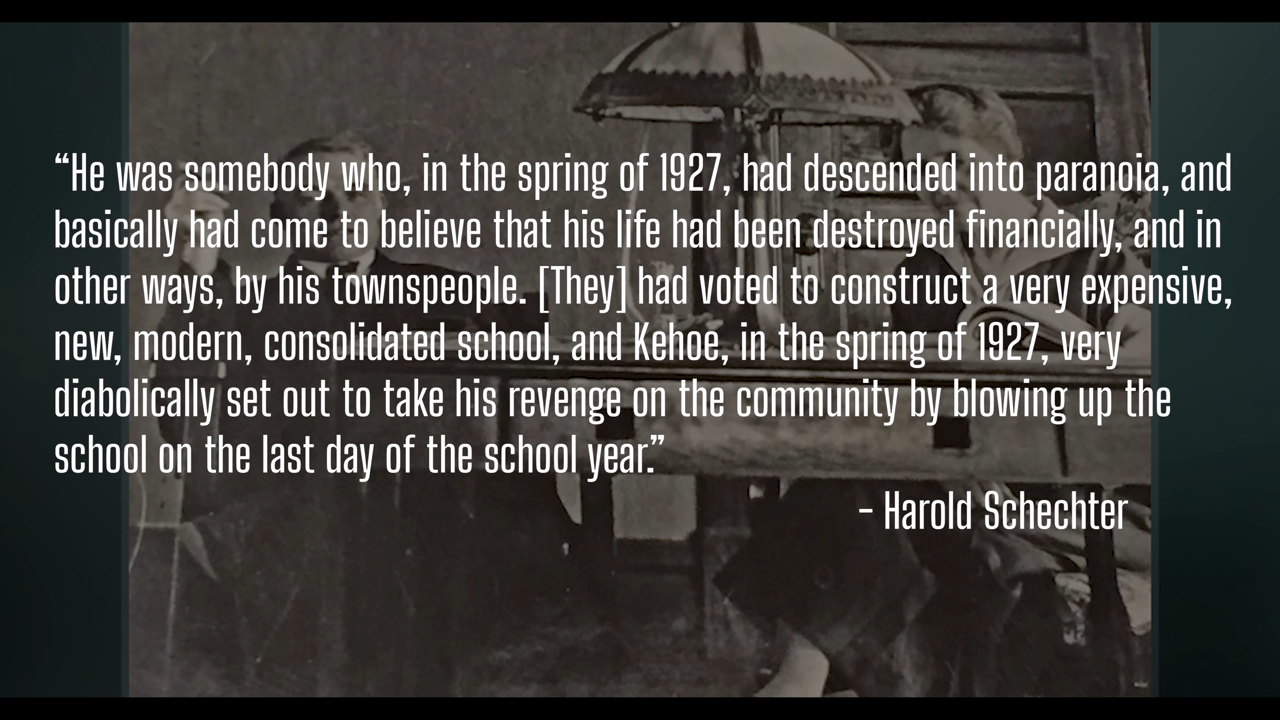 “He was somebody who, in the spring of 1927, had descended into paranoia, and
basically had come to believe that his life had been destroyed financially, and in
other ways, by his townspeople. [They] had voted to construct a very expensive,
new, modern, consolidated school, and Kehoe, in the spring of 1927, very
diabolically set out to take his revenge on the community by blowing up the
school on the last day of the school year.”
- Harold Schechter